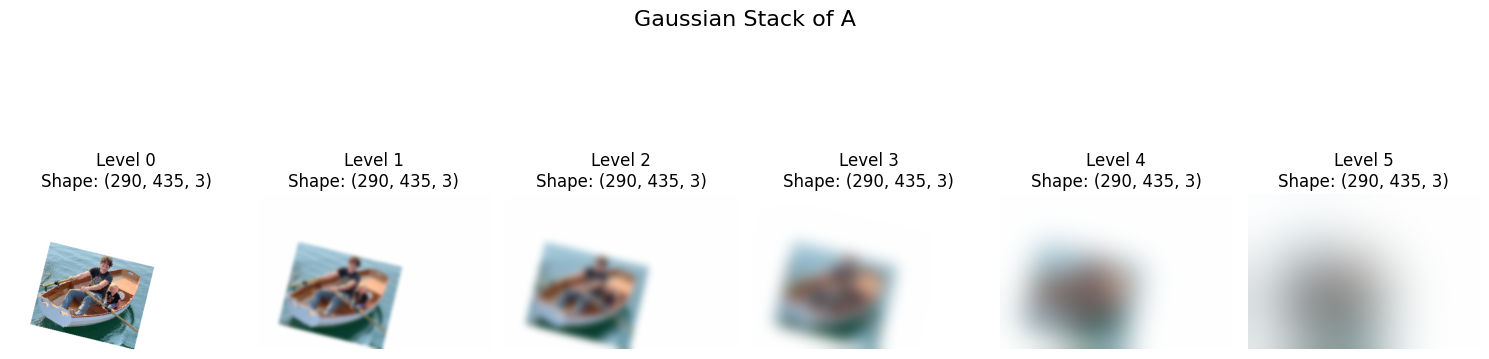 Gaussian Stack of A
Level 0
Shape: (290, 435, 3)
Level 1
Shape: (290, 435, 3)
Level 2
Shape: (290, 435, 3)
Level 3
Shape: (290, 435, 3)
Level 4
Shape: (290, 435, 3)
Level 5
Shape: (290, 435, 3)